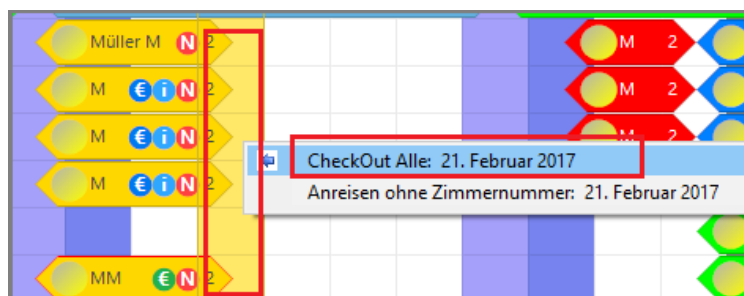 Müller M N 2
M 2
M € i N 2
M 2
M € i N 2
M 2
CheckOut Alle: 21. Februar 2017
M € i N 2
Anreisen ohne Zimmernummer: 21. Februar 2017
MM € N 2